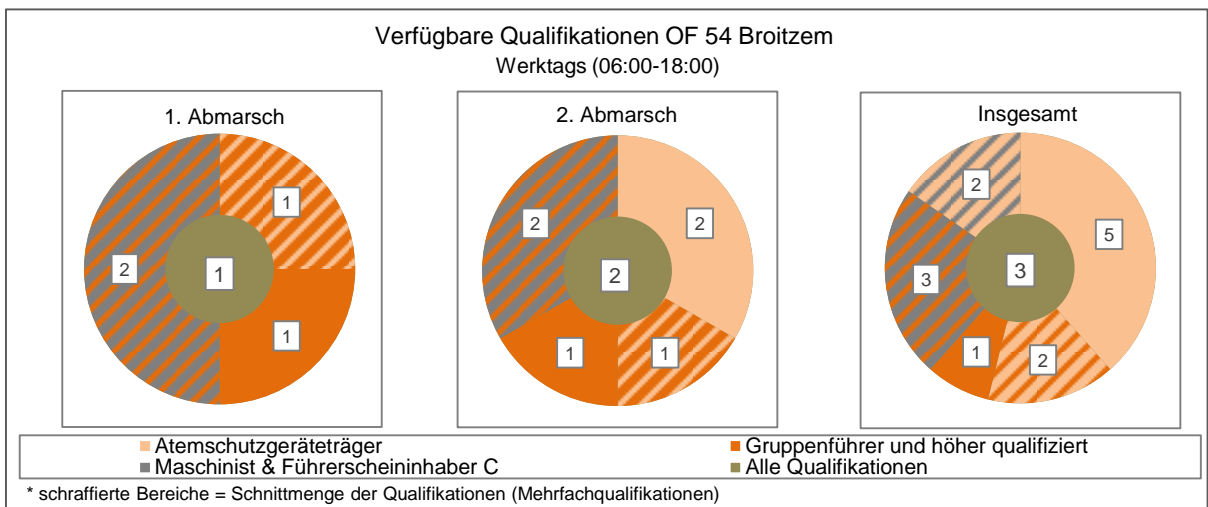 Verfügbare Qualifikationen OF 54 Broitzem
Werktags (06:00-18:00)
1. Abmarsch
1
2
1
1
2. Abmarsch
2
2
2
1
1
Insgesamt
2
5
3
3
1
2
Atemschutzgeräteträger
Gruppenführer und höher qualifiziert
Maschinist & Führerscheininhaber C
Alle Qualifikationen
* schraffierte Bereiche = Schnittmenge der Qualifikationen (Mehrfachqualifikationen)